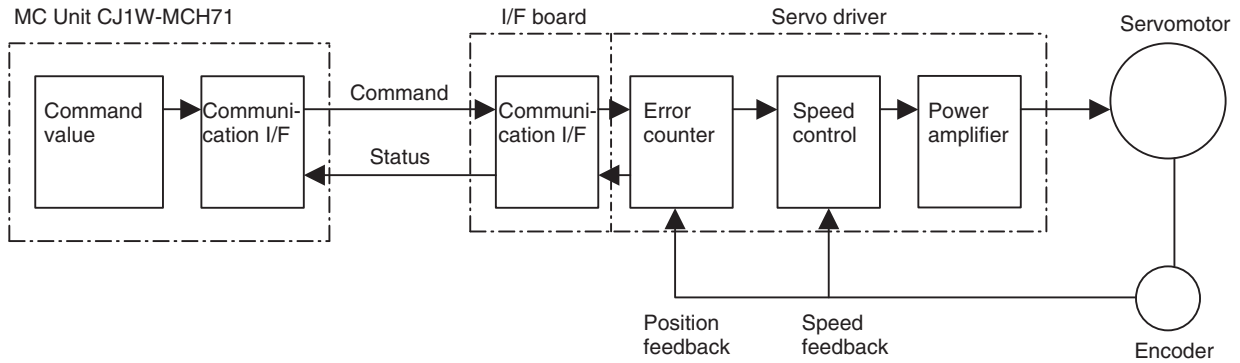 MC Unit CJ1W-MCH71
I/F board
Servo driver
Servomotor
Command
value
Communi-
cation I/F
Command
Status
Communi-
cation I/F
Error
counter
Speed
control
Power
amplifier
Position
feedback
Speed
feedback
Encoder